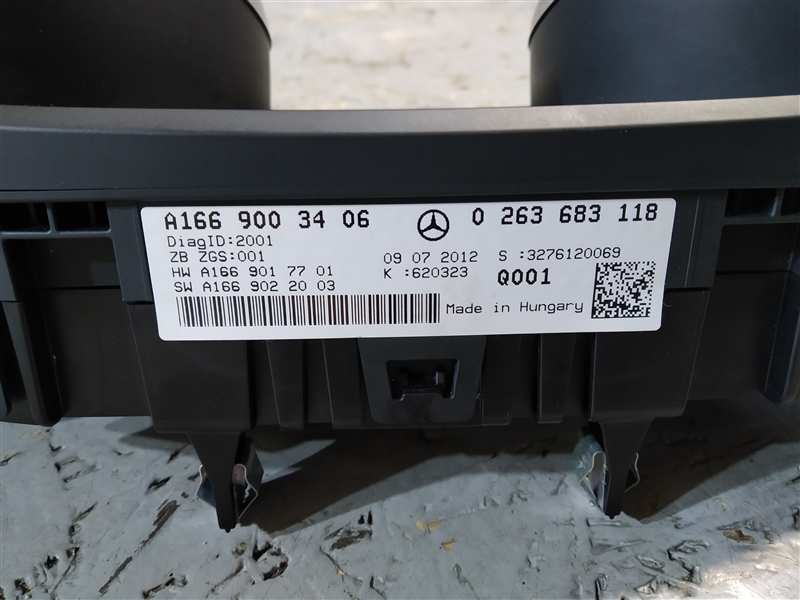 A166 900 34 06 0 263 683 118
DiagID:2001
ZB ZGS:001 09 07 2012 S :3276120069
HW A166 901 77 01 K :620323 Q001
SW A166 902 20 03
Made in Hungary